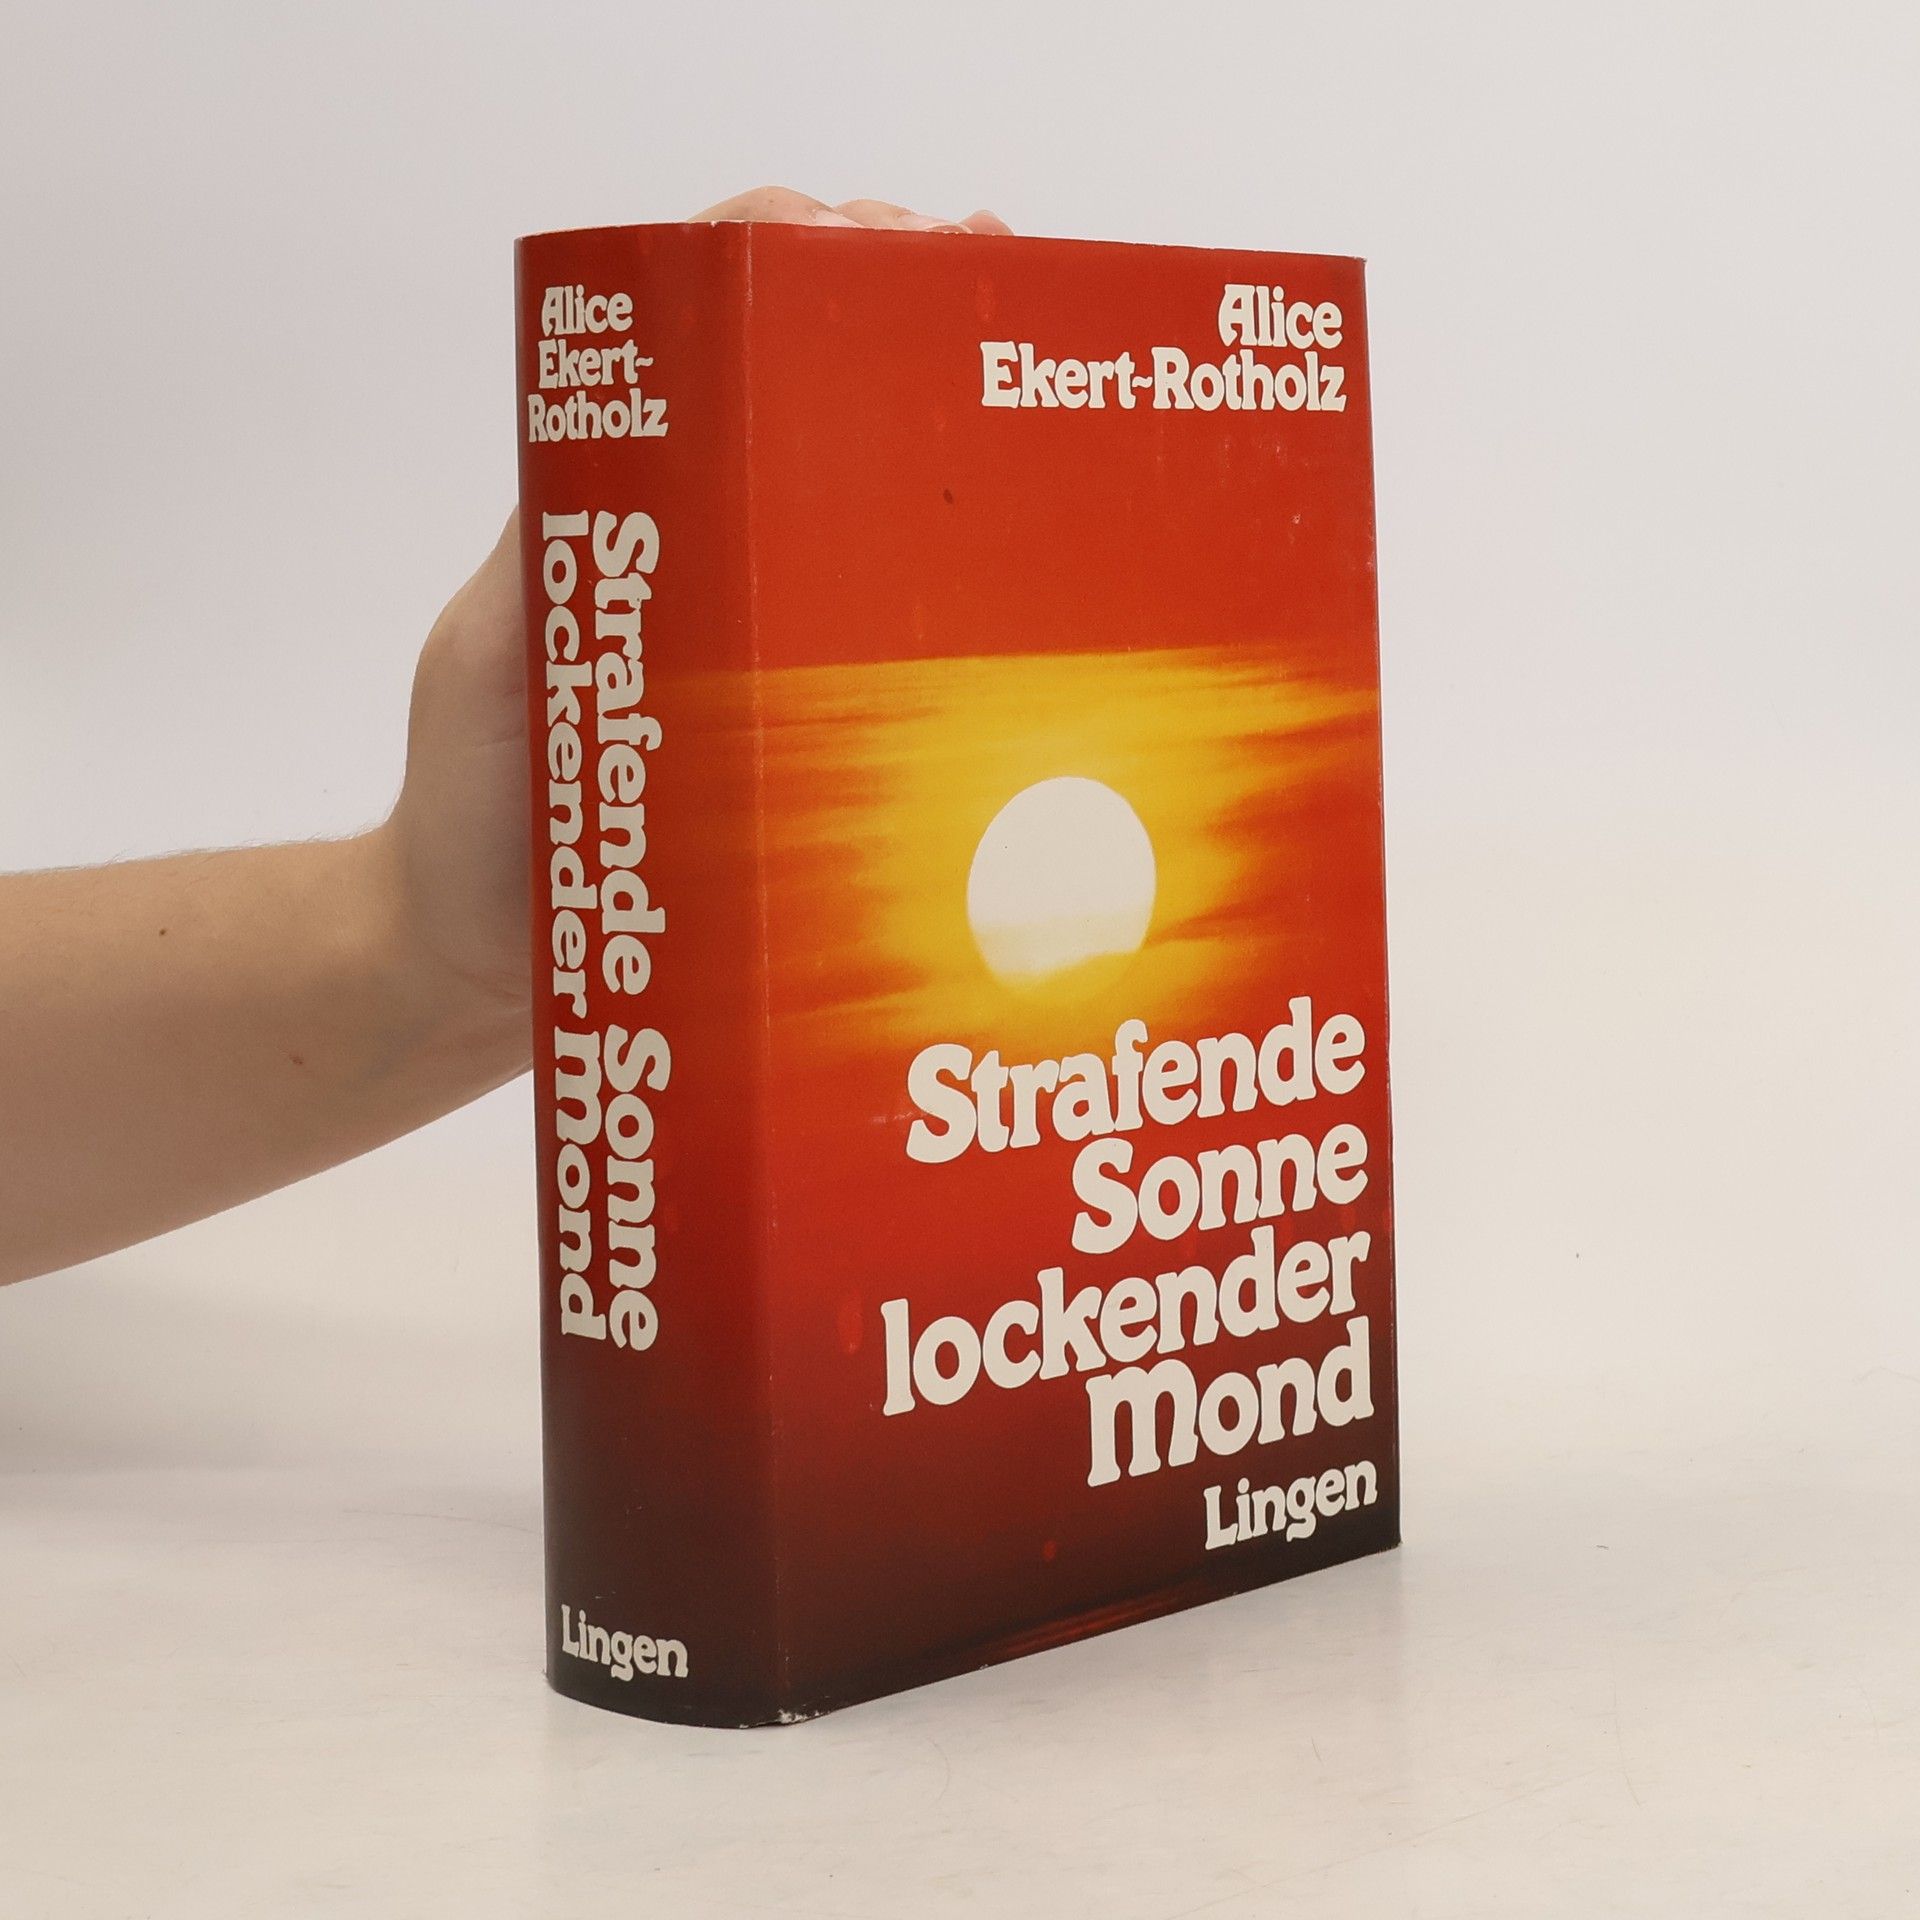 Alice
Ekert-
Rotholz
Strafende Sonne
lockender Mond
Lingen
Alice
Ekert-Rotholz
Strafende
Sonne
lockender
Mond
Lingen